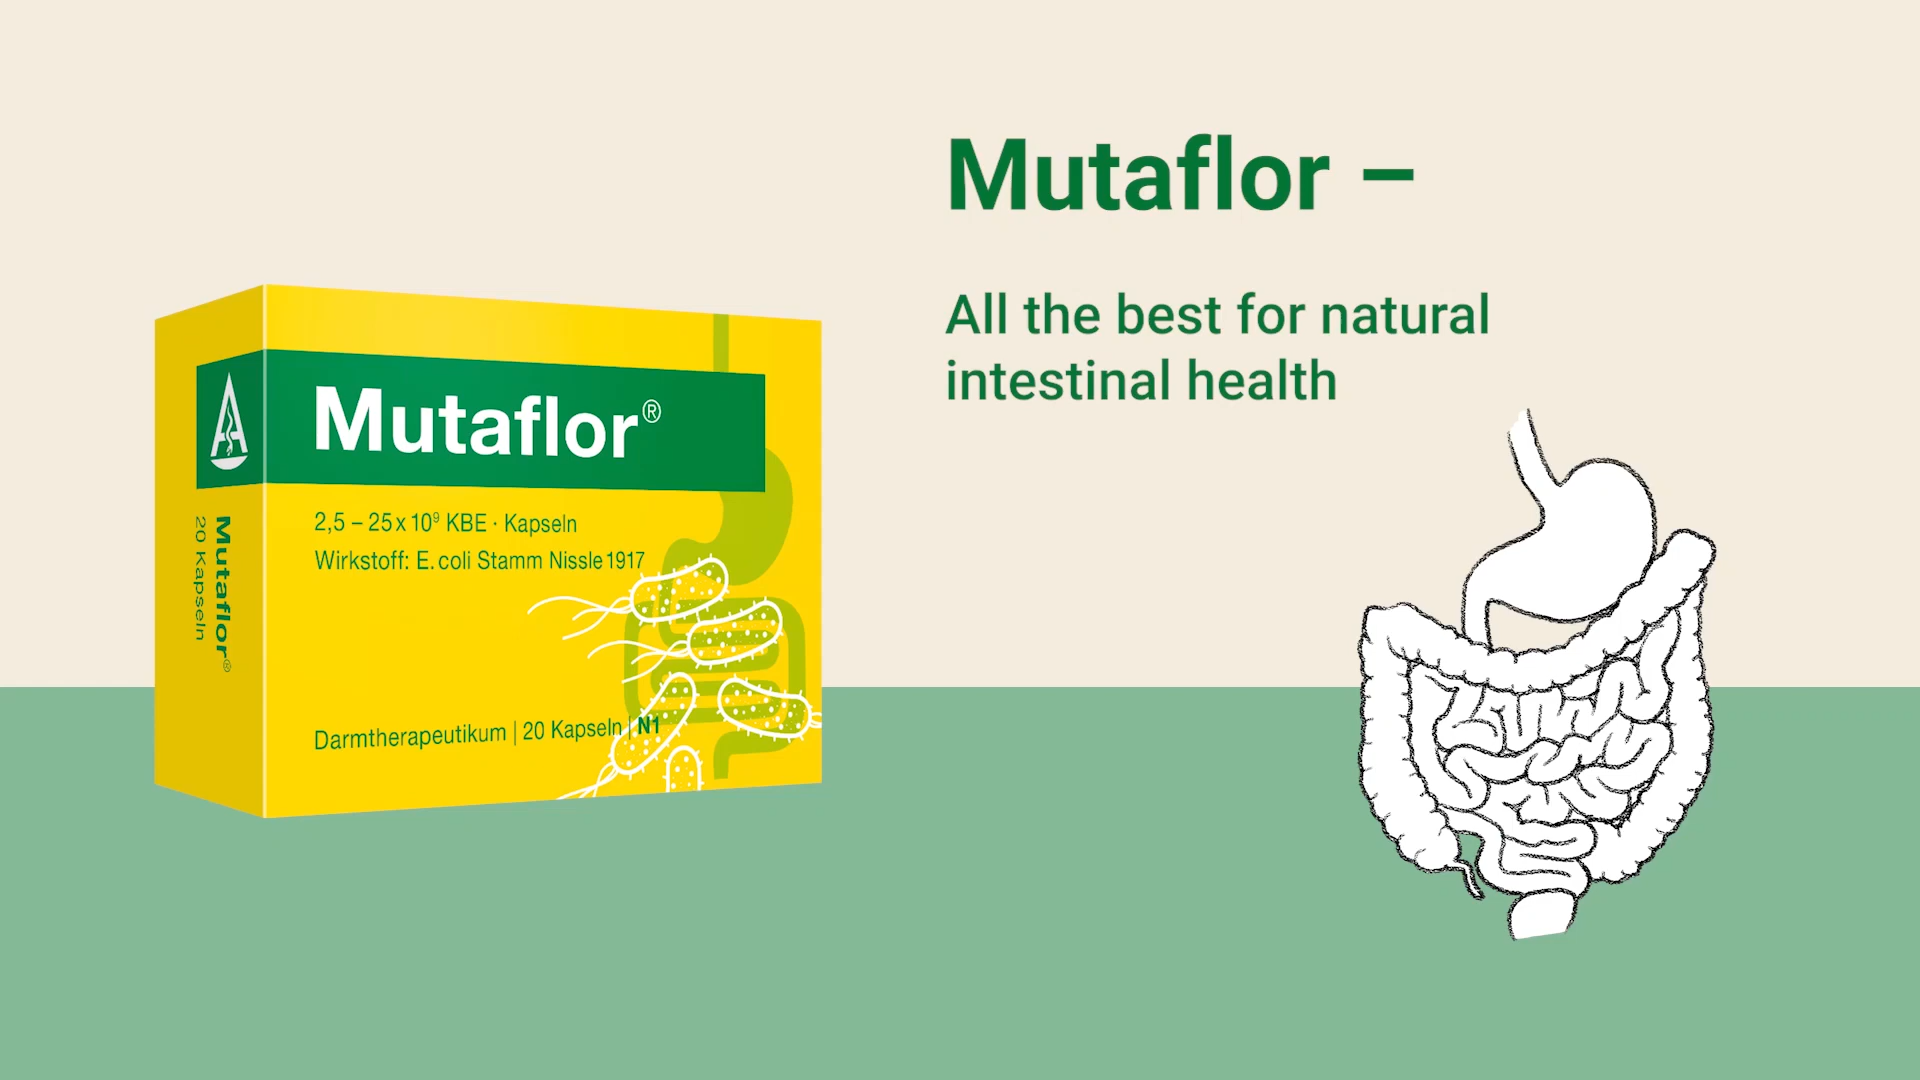 Mutaflor –
All the best for natural
intestinal health
Mutaflor®
2,5 – 25 x 10⁹ KBE · Kapseln
Wirkstoff: E. coli Stamm Nissle 1917
Darmtherapeutikum | 20 Kapseln | N1
Mutaflor®
20 Kapseln